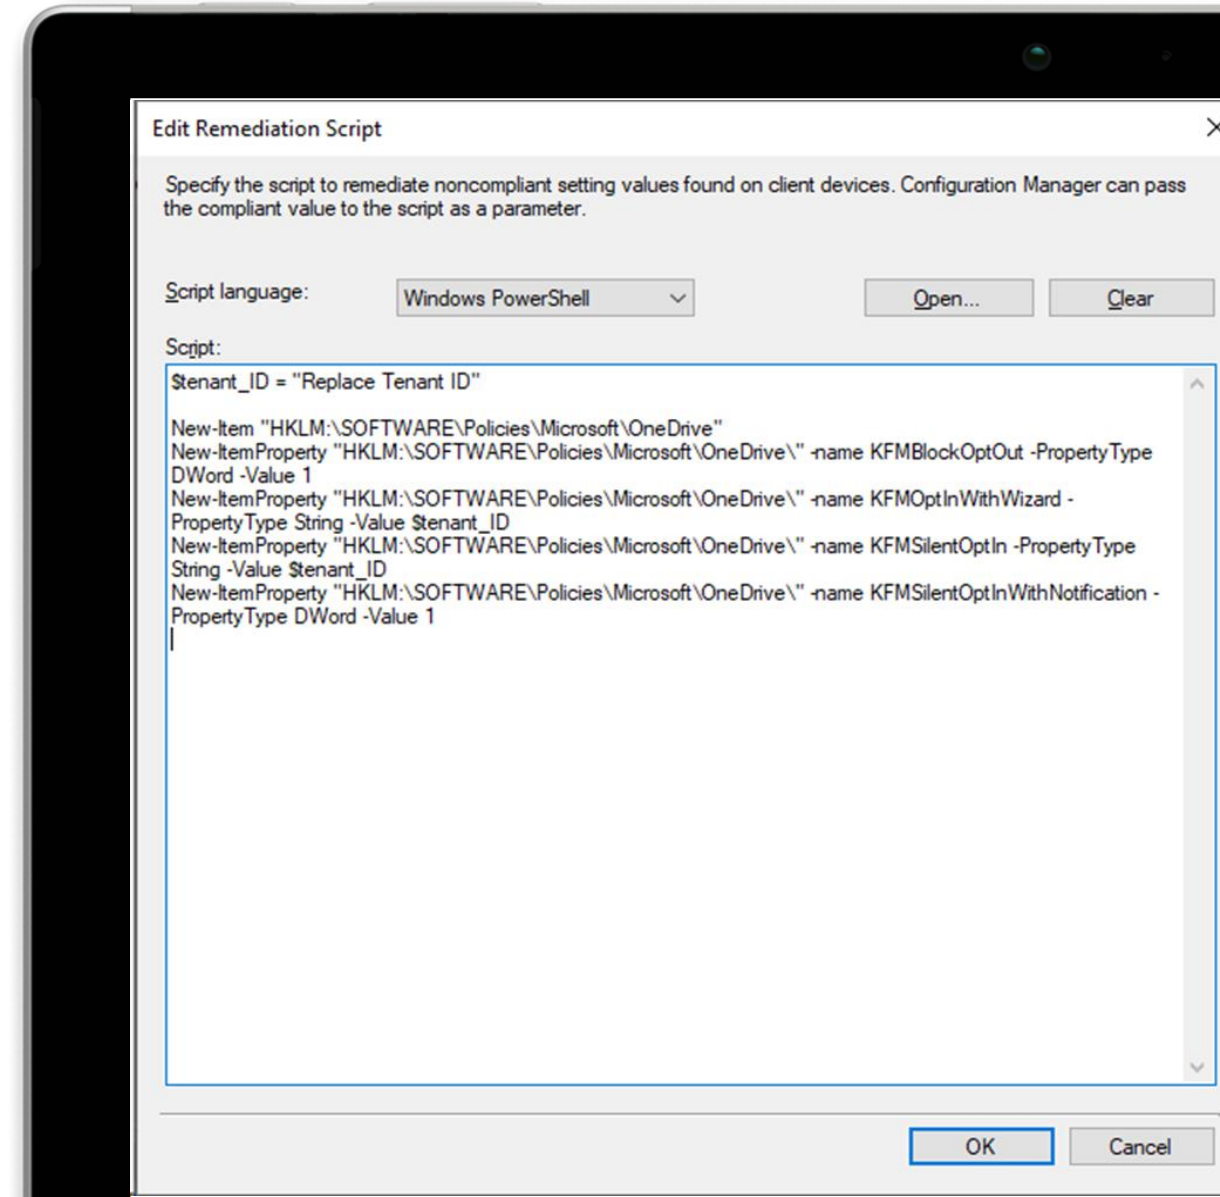 Edit Remediation Script
Specify the script to remediate noncompliant setting values found on client devices. Configuration Manager can pass
the compliant value to the script as a parameter.
Script language:
Windows PowerShell
Open...
Clear
Script:
$tenant_ID = "Replace Tenant ID"
New-Item "HKLM:\SOFTWARE\Policies\Microsoft\OneDrive"
New-ItemProperty "HKLM:\SOFTWARE\Policies\Microsoft\OneDrive\" -name KFMBlockOptOut -PropertyType
DWord -Value 1
New-ItemProperty "HKLM:\SOFTWARE\Policies\Microsoft\OneDrive\" -name KFMOptInWithWizard -
PropertyType String -Value $tenant_ID
New-ItemProperty "HKLM:\SOFTWARE\Policies\Microsoft\OneDrive\" -name KFMSilentOptIn -PropertyType
String -Value $tenant_ID
New-ItemProperty "HKLM:\SOFTWARE\Policies\Microsoft\OneDrive\" -name KFMSilentOptInWithNotification -
PropertyType DWord -Value 1
OK
Cancel